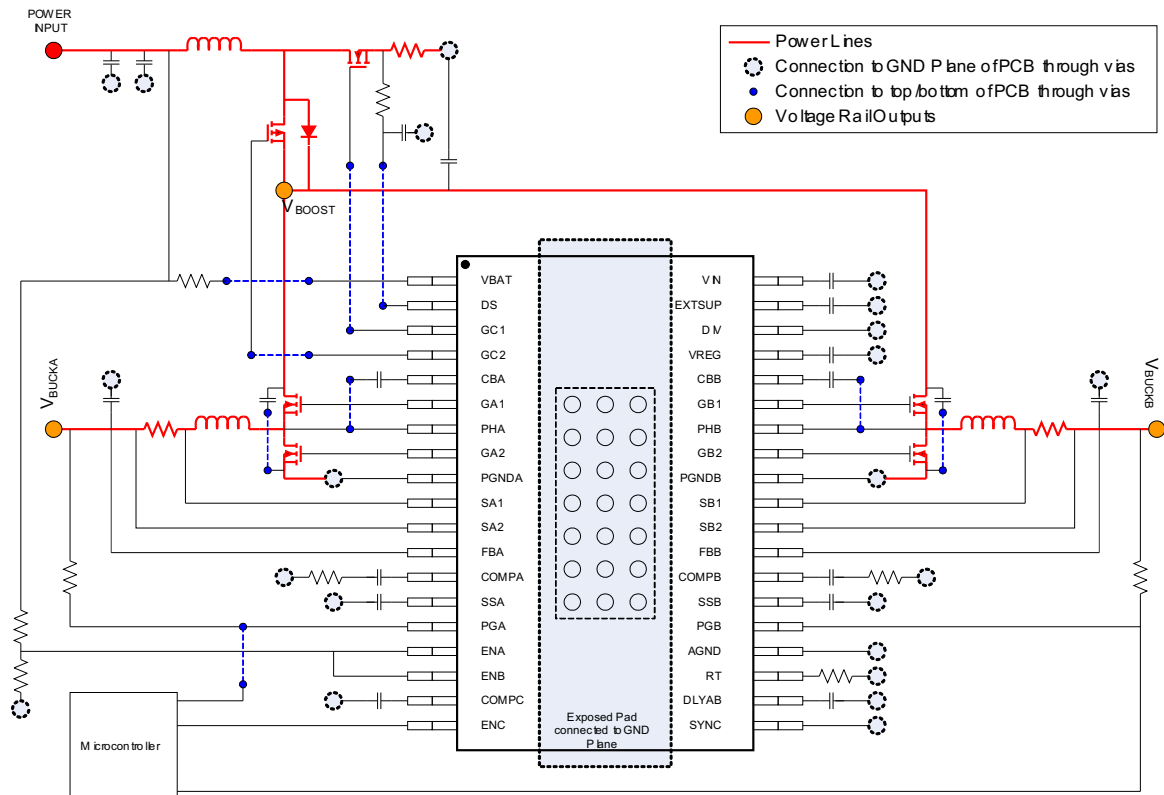 POWER
INPUT
Power Lines
Connection to GND Plane of PCB through vias
Connection to top/bottom of PCB through vias
Voltage Rail Outputs
VBOOST
VBUCKA
VBUCKB
VBAT
DS
GC1
GC2
CBA
GA1
PHA
GA2
PGNDA
SA1
SA2
FBA
COMPA
SSA
PGA
ENA
ENB
COMPC
ENC
VIN
EXTSUP
DIV
VREG
CBB
GB1
PHB
GB2
PGNDB
SB1
SB2
FBB
COMPB
SSB
PGB
AGND
RT
DLYAB
SYNC
Exposed Pad
connected to GND
Plane
Microcontroller